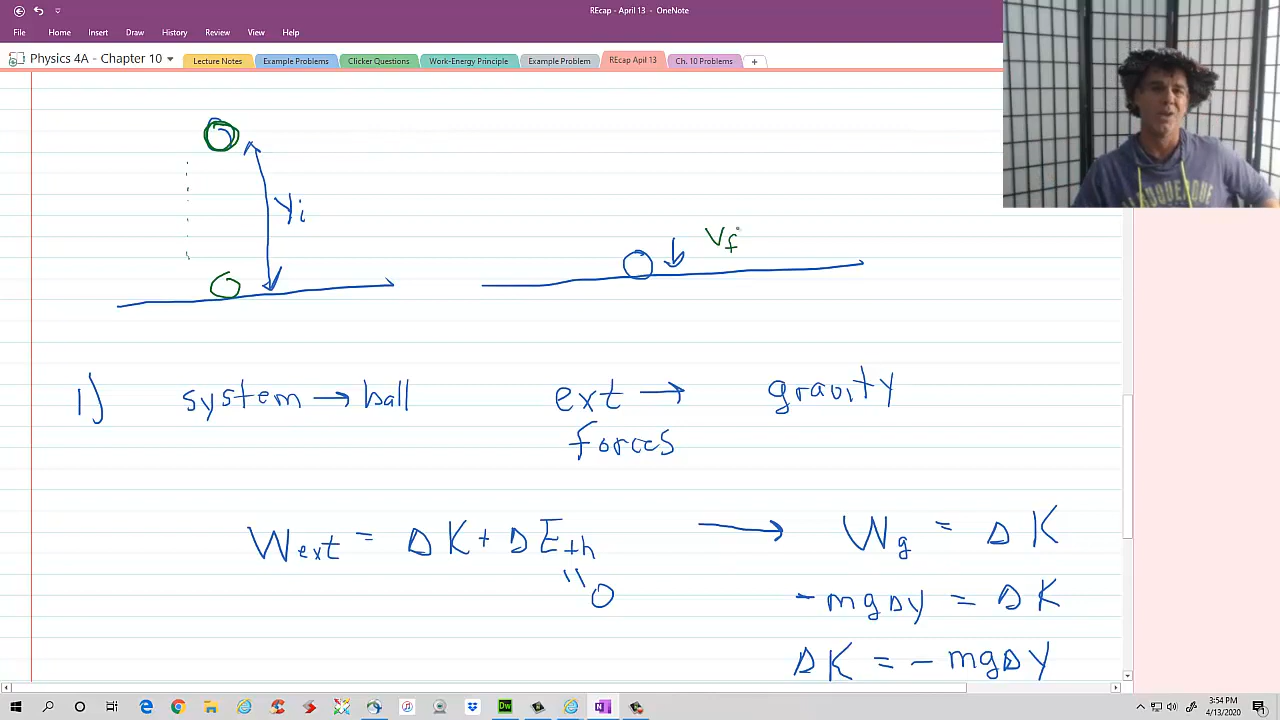 REcap - April 13 - OneNote
File Home Insert Draw History Review View Help
Physics 4A - Chapter 10
Lecture Notes Example Problems Clicker Questions Work-Energy Principle Example Problem REcap Apil 13 Ch. 10 Problems +
Yi
Vf
1) system → ball ext → gravity
forces
Wext = ΔK + ΔEth → Wg = ΔK
"0
- mgΔy = ΔK
ΔK = - mgΔy
3:54 PM
4/13/2020